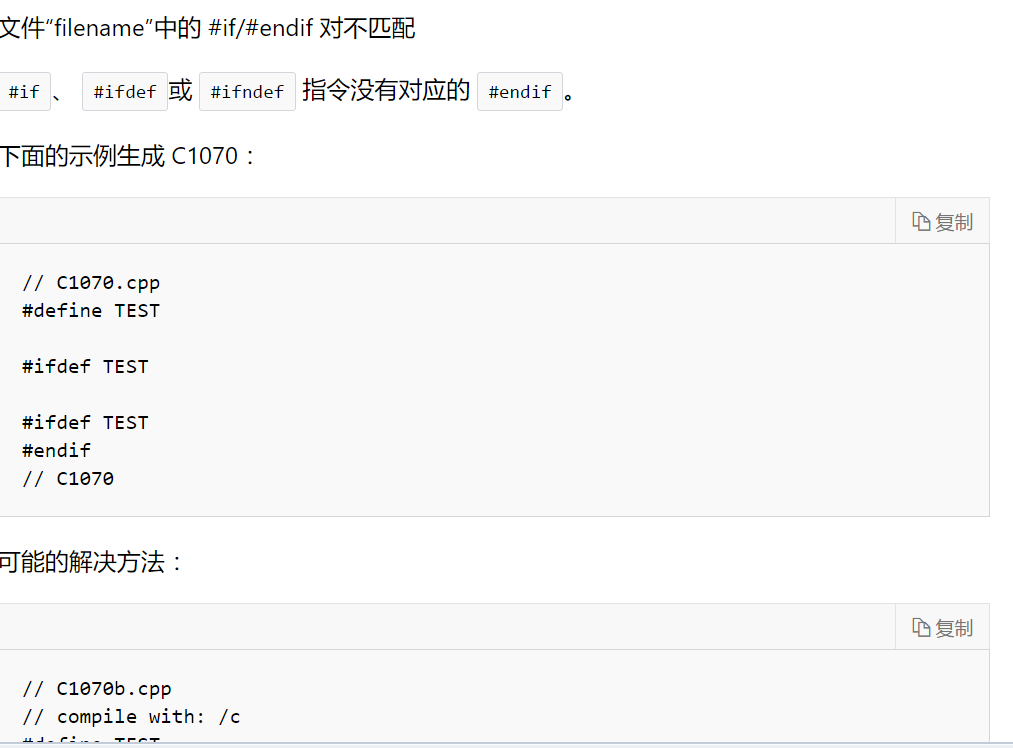 文件“filename”中的 #if/#endif 对不匹配
#if 、 #ifdef 或 #ifndef 指令没有对应的 #endif 。
下面的示例生成 C1070：
复制
// C1070.cpp
#define TEST
#ifdef TEST
#ifdef TEST
#endif
// C1070
可能的解决方法：
复制
// C1070b.cpp
// compile with: /c
#define TEST